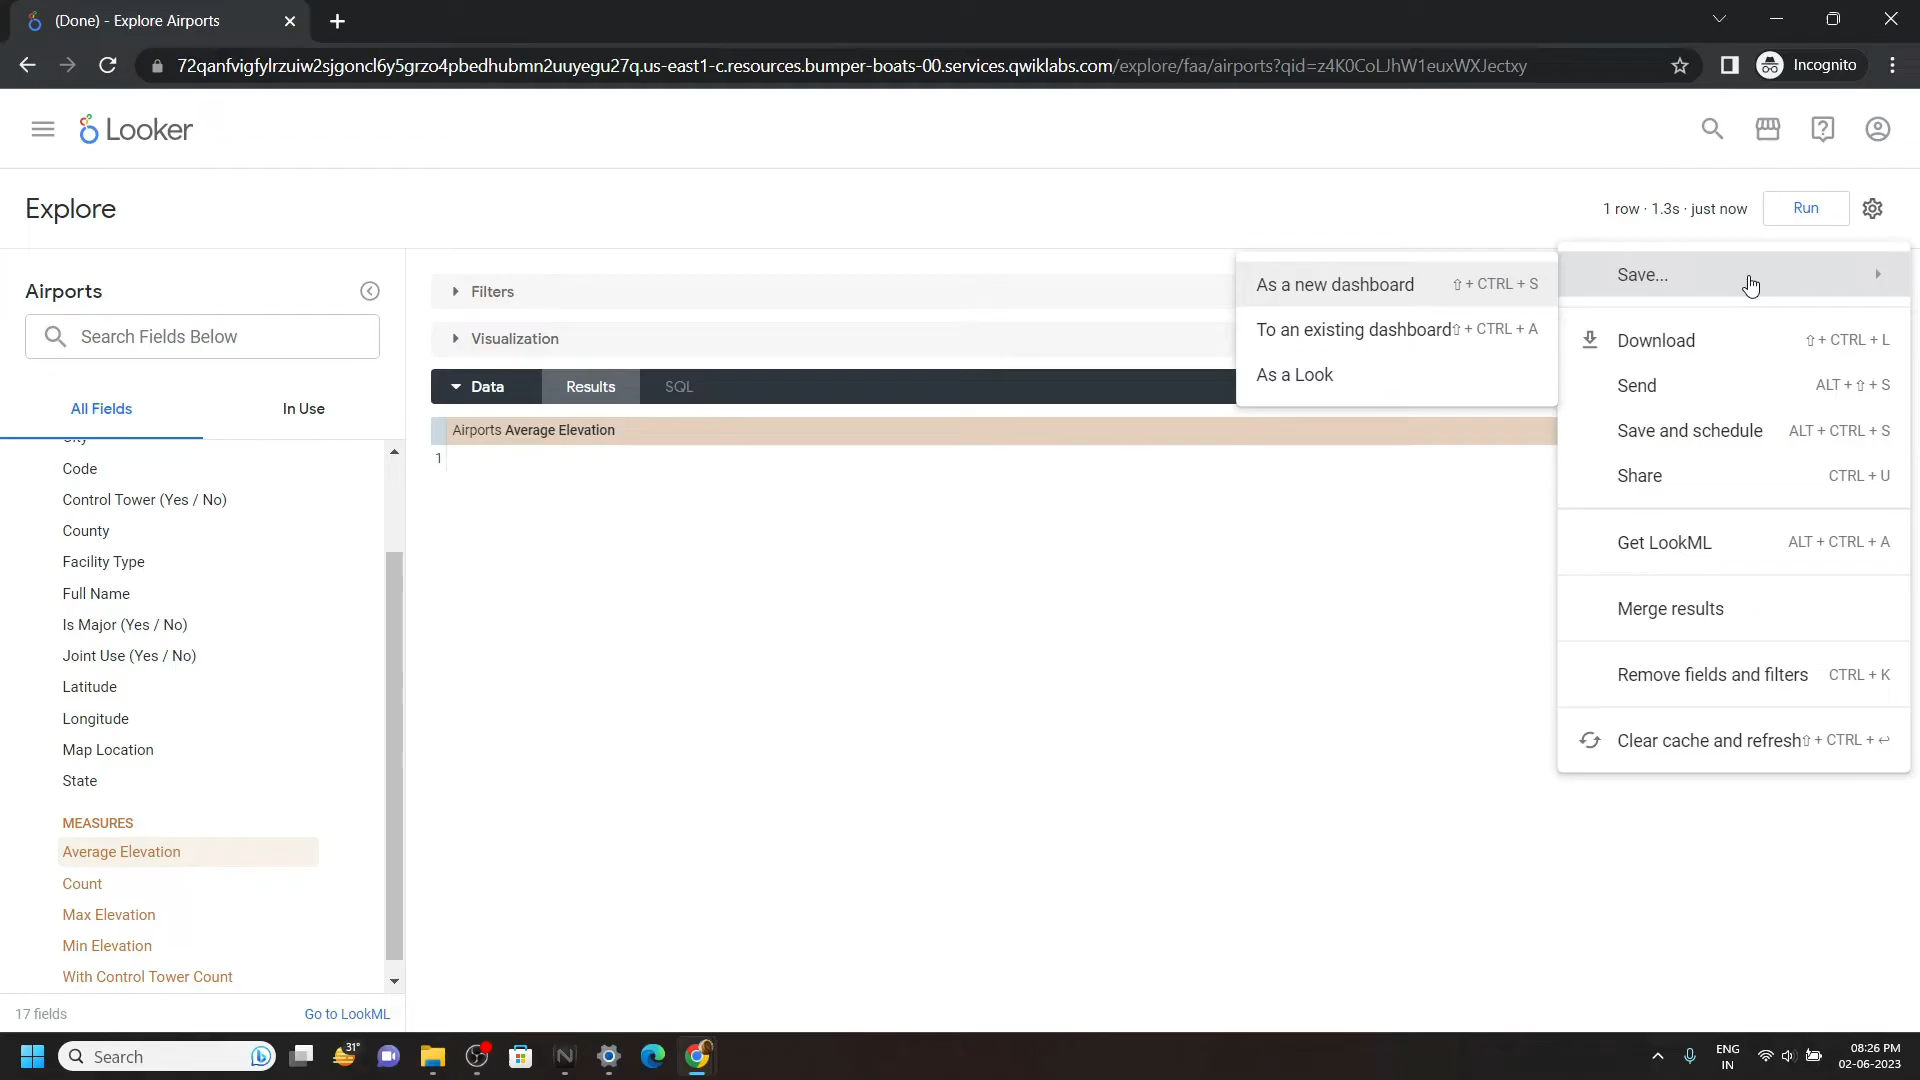 (Done) - Explore Airports
72qanfvigfylrzuiw2sjgoncl6y5grzo4pbedhubmn2uuyegu27q.us-east1-c.resources.bumper-boats-00.services.qwiklabs.com/explore/faa/airports?qid=z4K0CoLJhW1euxWXJectxy
Incognito
Looker
Explore
1 row · 1.3s · just now
Run
Airports
Search Fields Below
All Fields
In Use
Code
Control Tower (Yes / No)
County
Facility Type
Full Name
Is Major (Yes / No)
Joint Use (Yes / No)
Latitude
Longitude
Map Location
State
MEASURES
Average Elevation
Count
Max Elevation
Min Elevation
With Control Tower Count
17 fields
Go to LookML
Filters
Visualization
Data
Results
SQL
Airports Average Elevation
1
As a new dashboard ⇧+ CTRL + S
To an existing dashboard⇧+ CTRL + A
As a Look
Save...
Download ⇧+ CTRL + L
Send ALT + ⇧ + S
Save and schedule ALT + CTRL + S
Share CTRL + U
Get LookML ALT + CTRL + A
Merge results
Remove fields and filters CTRL + K
Clear cache and refresh⇧+ CTRL + ↩
Search
31°
ENG
IN
08:26 PM
02-06-2023